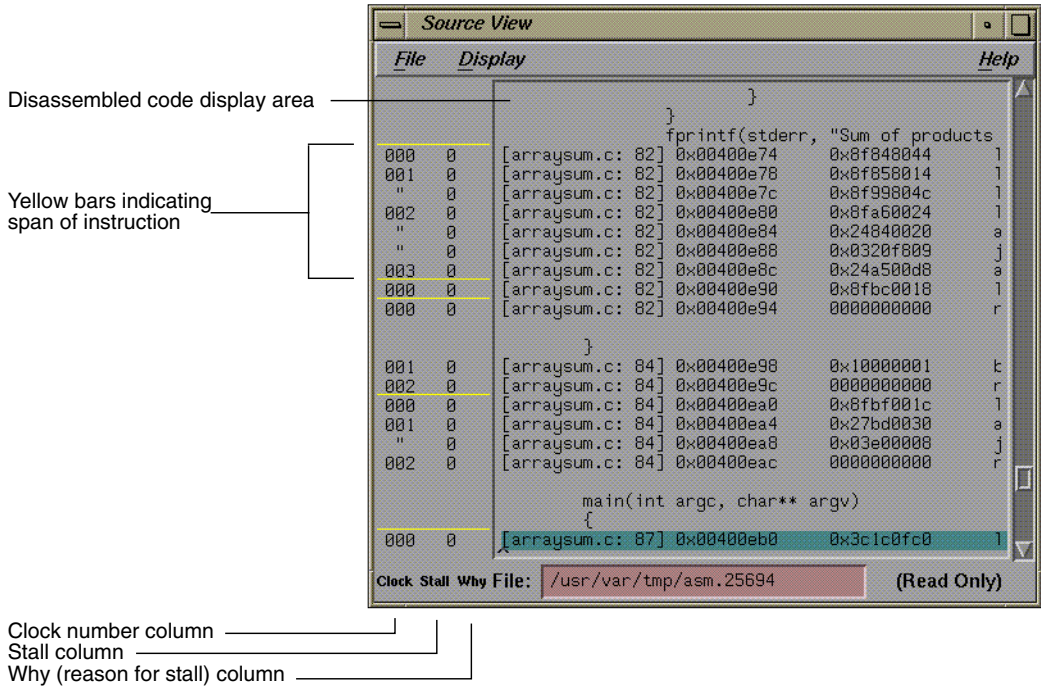 Source View
File Display Help
Disassembled code display area
}
}
fprintf(stderr, "Sum of products
000 0 [arraysum.c: 82] 0x00400e74 0x8f848044 l
001 0 [arraysum.c: 82] 0x00400e78 0x8f858014 l
" 0 [arraysum.c: 82] 0x00400e7c 0x8f99804c l
Yellow bars indicating
span of instruction
002 0 [arraysum.c: 82] 0x00400e80 0x8fa60024 l
" 0 [arraysum.c: 82] 0x00400e84 0x24840020 a
" 0 [arraysum.c: 82] 0x00400e88 0x0320f809 j
003 0 [arraysum.c: 82] 0x00400e8c 0x24a500d8 a
000 0 [arraysum.c: 82] 0x00400e90 0x8fbc0018 l
000 0 [arraysum.c: 82] 0x00400e94 0000000000 r
}
001 0 [arraysum.c: 84] 0x00400e98 0x10000001 b
002 0 [arraysum.c: 84] 0x00400e9c 0000000000 r
000 0 [arraysum.c: 84] 0x00400ea0 0x8fbf001c l
001 0 [arraysum.c: 84] 0x00400ea4 0x27bd0030 a
" 0 [arraysum.c: 84] 0x00400ea8 0x03e00008 j
002 0 [arraysum.c: 84] 0x00400eac 0000000000 r
main(int argc, char** argv)
{
000 0 [arraysum.c: 87] 0x00400eb0 0x3c1c0fc0 l
Clock Stall Why File: /usr/var/tmp/asm.25694 (Read Only)
Clock number column
Stall column
Why (reason for stall) column